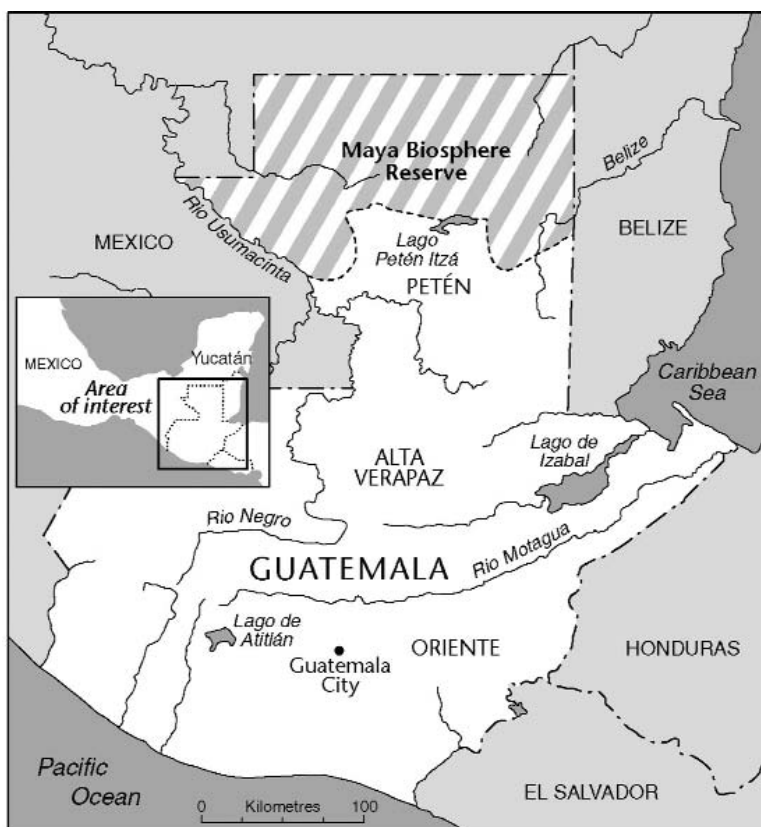 Maya Biosphere
Reserve
Belize
Rio Usumacinta
MEXICO
BELIZE
Lago
Petén Itzá
PETÉN
MEXICO
Yucatán
Area
of interest
Caribbean
Sea
Lago de
Izabal
ALTA
VERAPAZ
Rio Negro
Rio Motagua
GUATEMALA
Lago de
Atitlán
ORIENTE
HONDURAS
Guatemala
City
Pacific
Ocean
EL SALVADOR
0 Kilometres 100